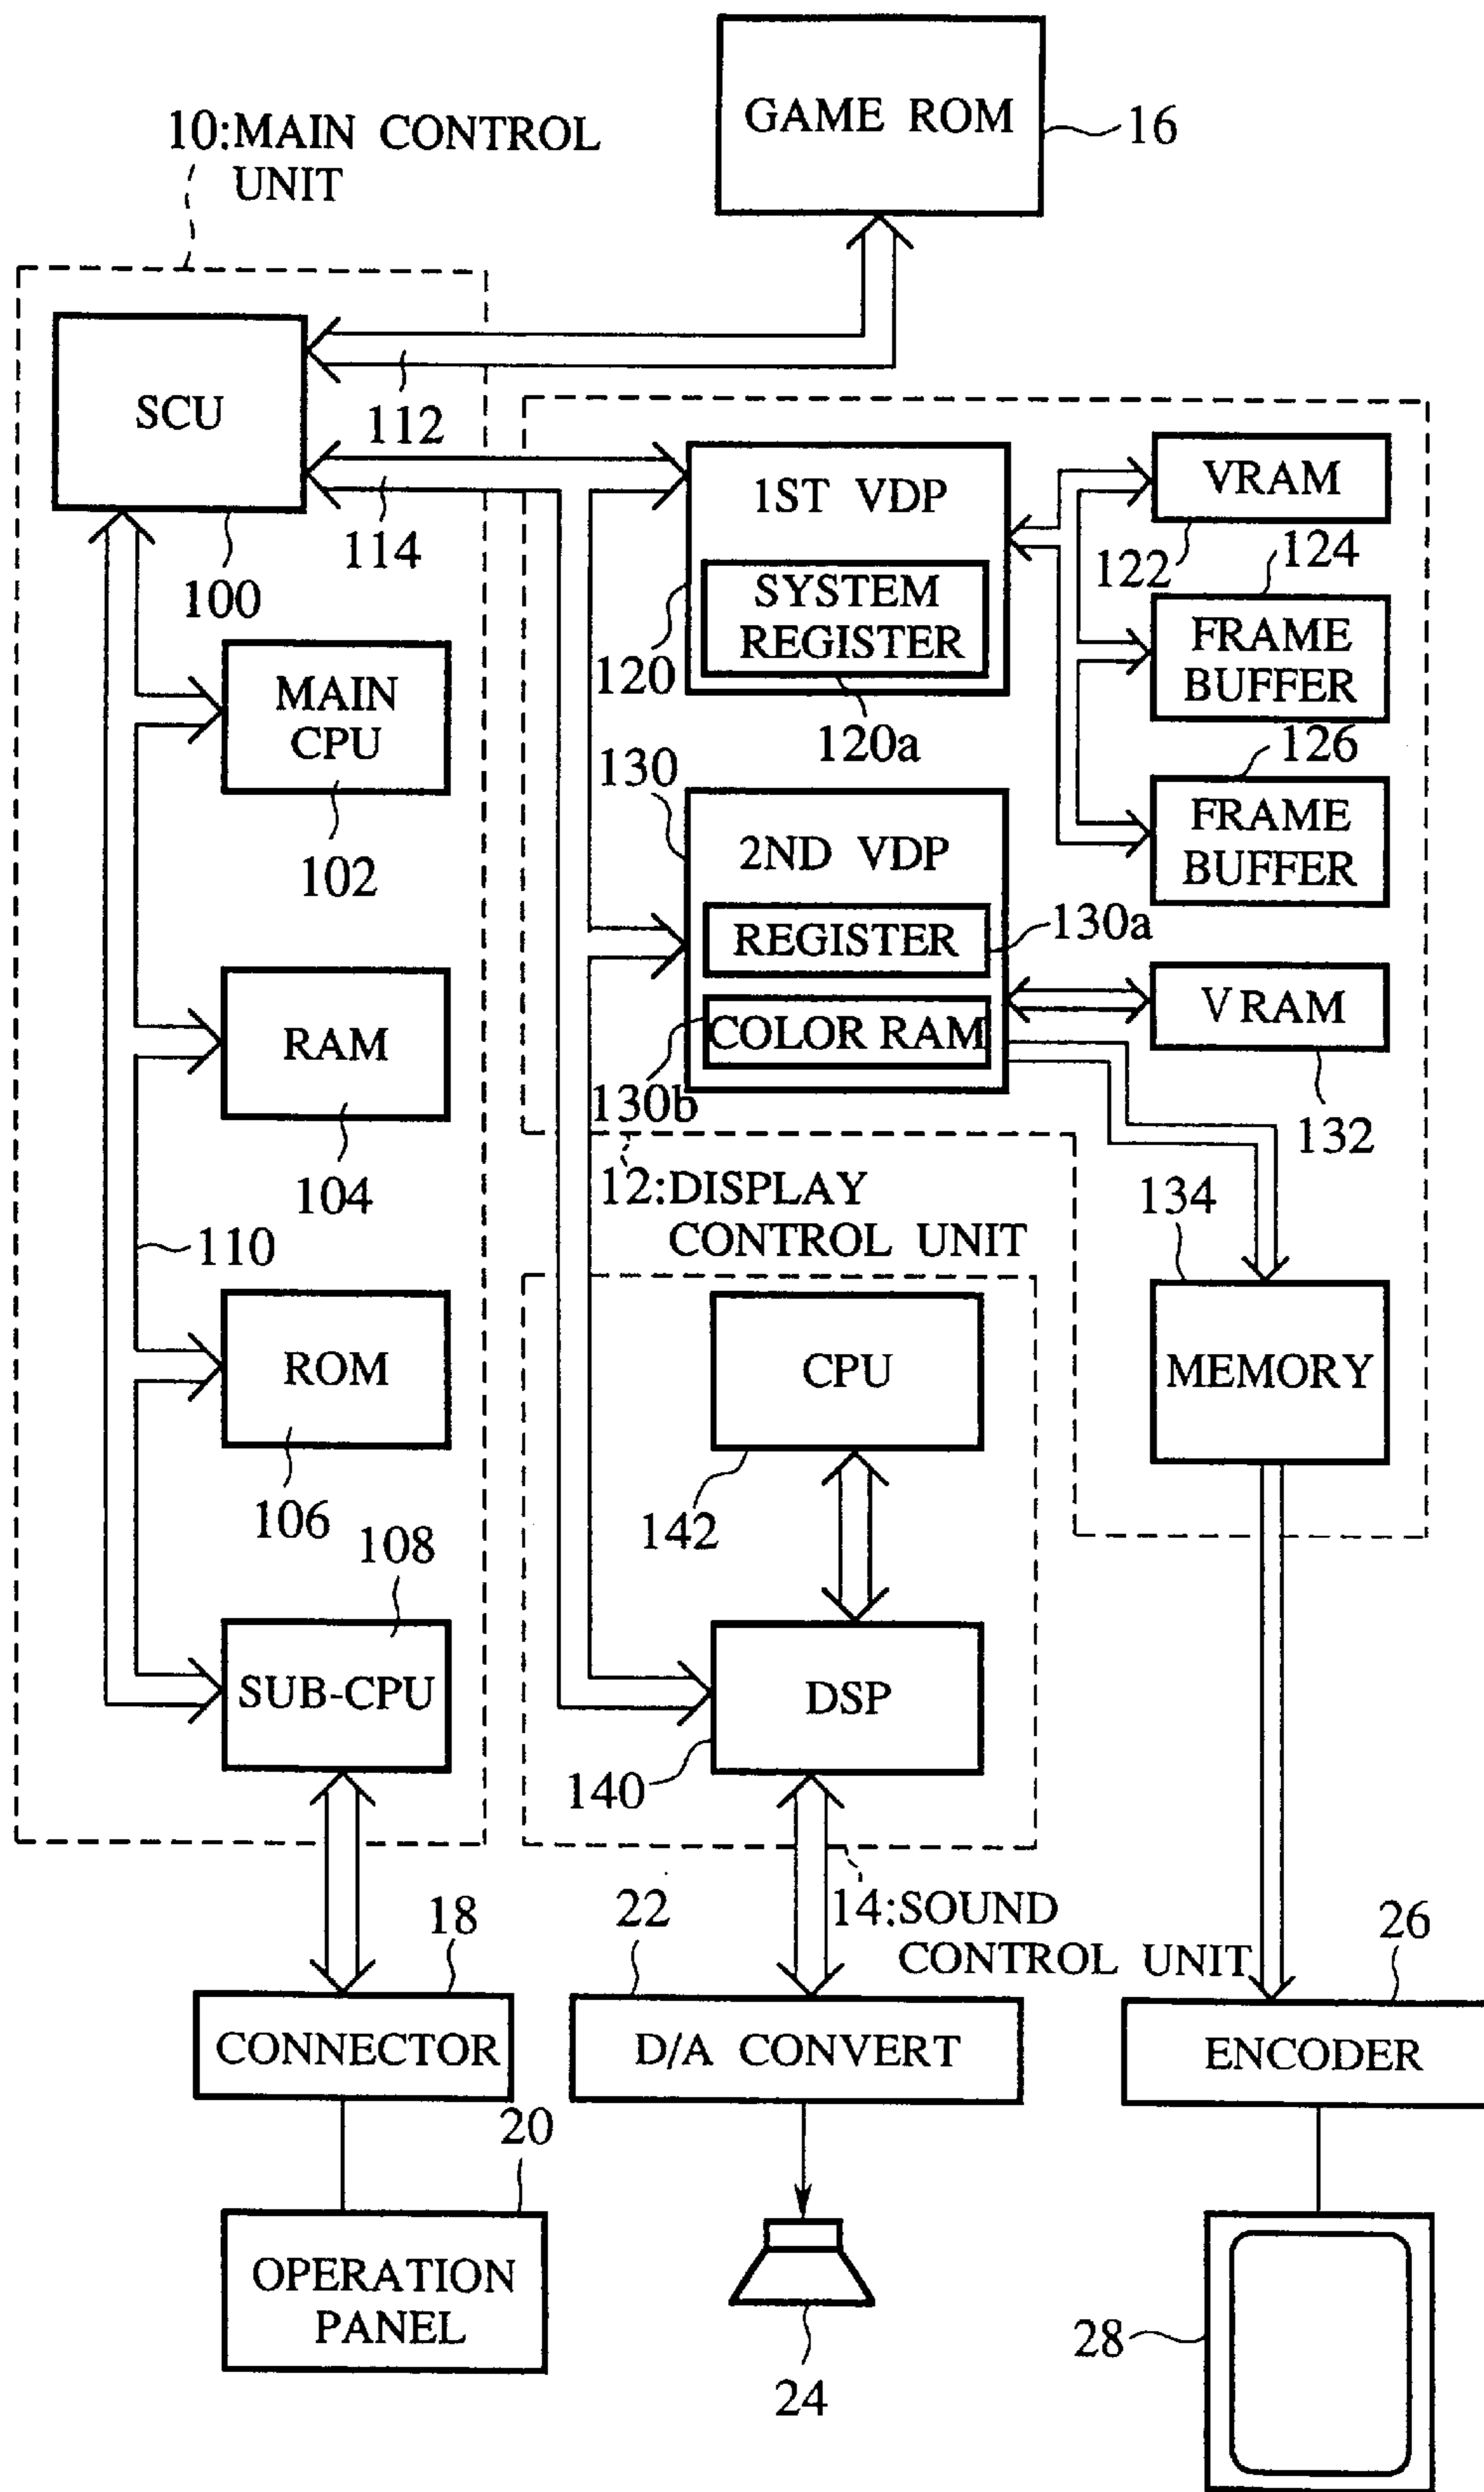 GAME ROM
16
10:MAIN CONTROL
UNIT
SCU
112
114
100
1ST VDP
SYSTEM
REGISTER
120
120a
VRAM
122
124
FRAME
BUFFER
126
FRAME
BUFFER
MAIN
CPU
102
130
2ND VDP
REGISTER
130a
COLOR RAM
130b
V RAM
132
RAM
104
12:DISPLAY
CONTROL UNIT
134
MEMORY
110
ROM
106
CPU
142
108
SUB-CPU
DSP
140
14:SOUND
CONTROL UNIT
18
CONNECTOR
22
D/A CONVERT
26
ENCODER
20
OPERATION
PANEL
24
28